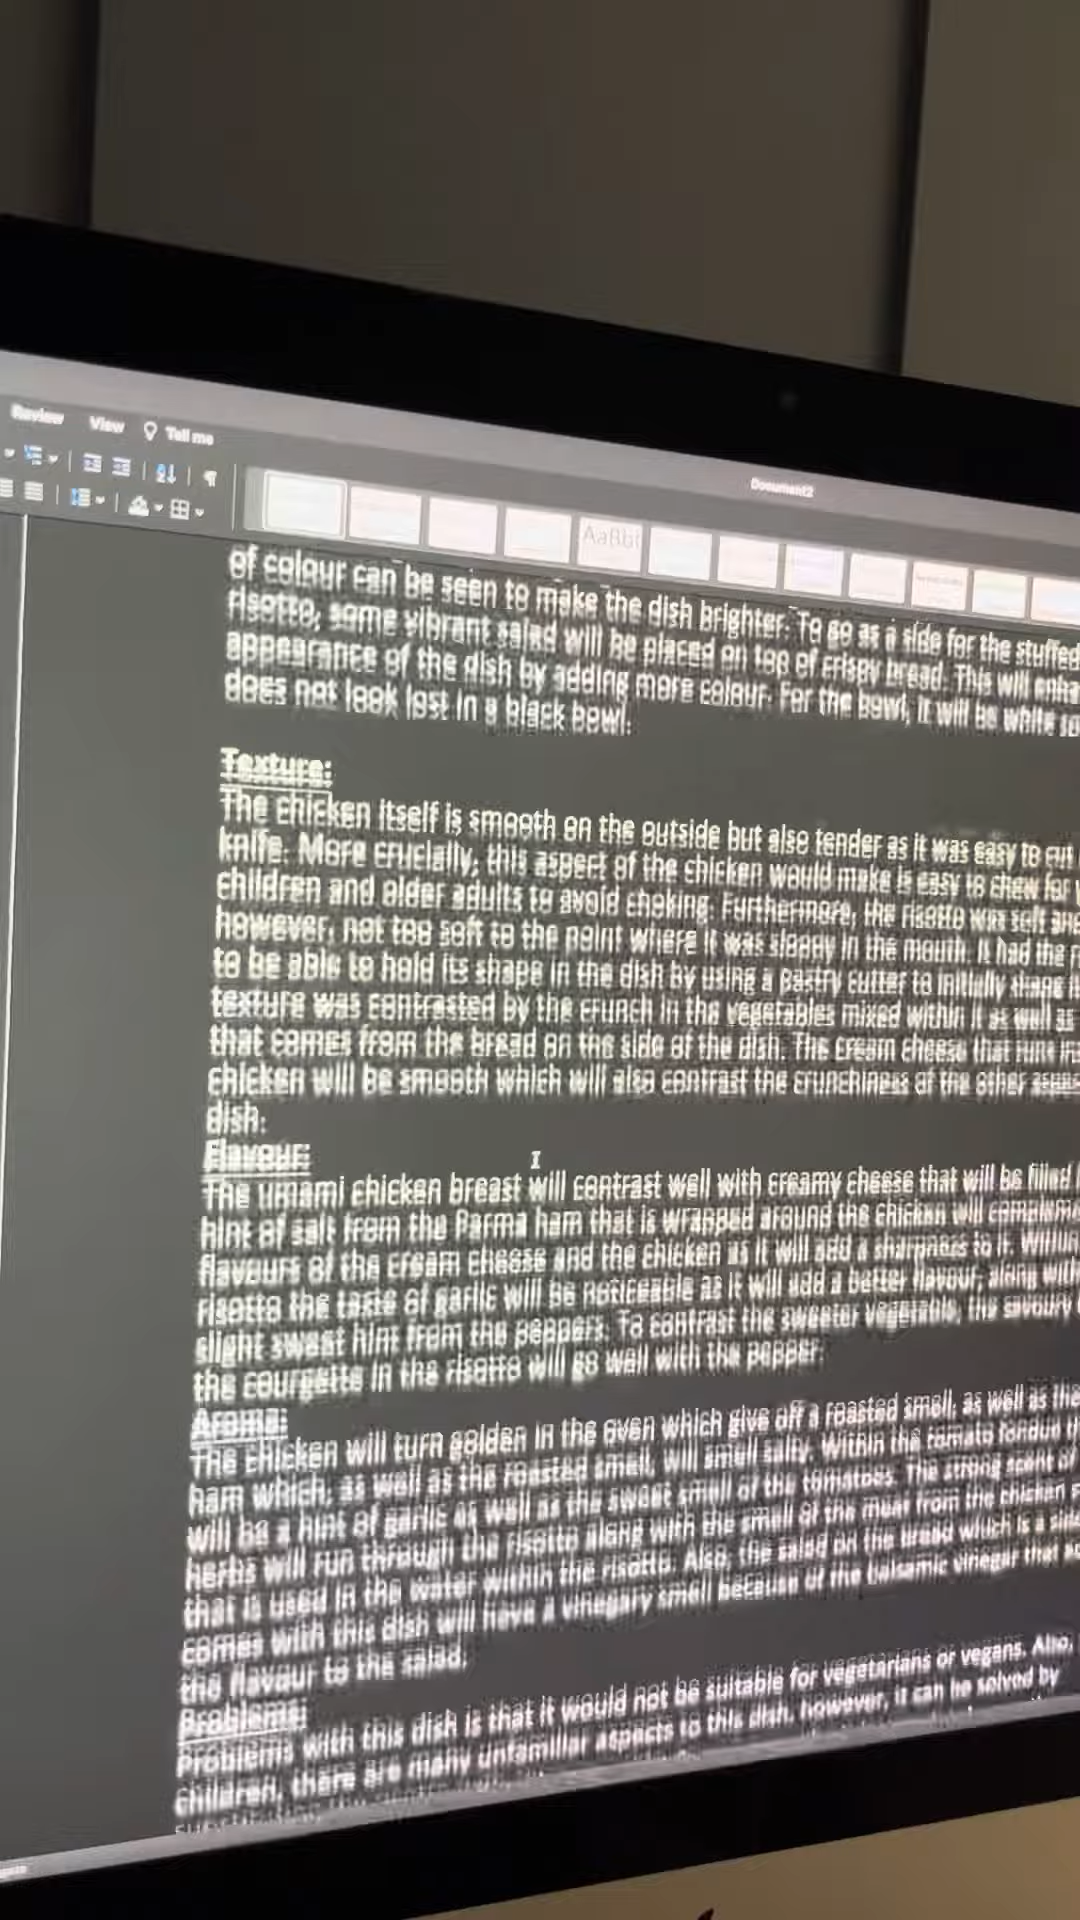 Review View Tell me
Document2
AaBb
of colour can be seen to make the dish brighter. To go as a side for the stuffed
risotto, some vibrant salad will be placed on top of crispy bread. This will
appearance of the dish by adding more colour. For the bowl, it will be white so
does not look lost in a black bowl.
Texture:
The chicken itself is smooth on the outside but also tender as it was easy to cut
knife. More crucially, this aspect of the chicken would make is easy to chew for
children and older adults to avoid choking. Furthermore, the risotto was soft and
however, not too soft to the point where it was sloppy in the mouth. It had the
to be able to hold its shape in the dish by using a pastry cutter to initially shape
texture was contrasted by the crunch in the vegetables mixed within it as well as
that comes from the bread on the side of the dish. The cream cheese that runs
chicken will be smooth which will also contrast the crunchiness of the other
dish.
Flavour:
The umami chicken breast will contrast well with creamy cheese that will be filled
hint of salt from the Parma ham that is wrapped around the chicken will
flavours of the cream cheese and the chicken as it will add a sharpness to it. Within
risotto the taste of garlic will be noticeable as it will add a better flavour, along with
slight sweet hint from the peppers. To contrast the sweeter vegetable, the savoury
the courgette in the risotto will go well with the pepper.
Aroma:
The chicken will turn golden in the oven which give off a roasted smell, as well as the
ham which, as well as the roasted smell, will smell salty. Within the tomato fondue
will be a hint of garlic as well as the sweet smell of the tomatoes. The strong scent of
herbs will run through the risotto along with the smell of the meat from the chicken
that is used in the water within the risotto. Also, the salad on the bread which is a side
comes with this dish will have a vinegary smell because of the balsamic vinegar that
the flavour to the salad.
Problems:
Problems with this dish is that it would not be suitable for vegetarians or vegans. Also,
children, there are many unfamiliar aspects to this dish, however, it can be solved by